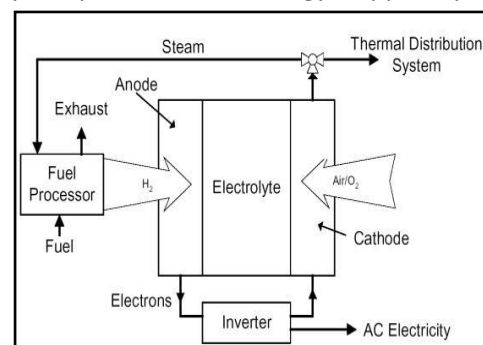 Steam
Thermal Distribution
System
Anode
Exhaust
Fuel
Processor
H2
Electrolyte
Air/O2
Fuel
Cathode
Electrons
Inverter
AC Electricity